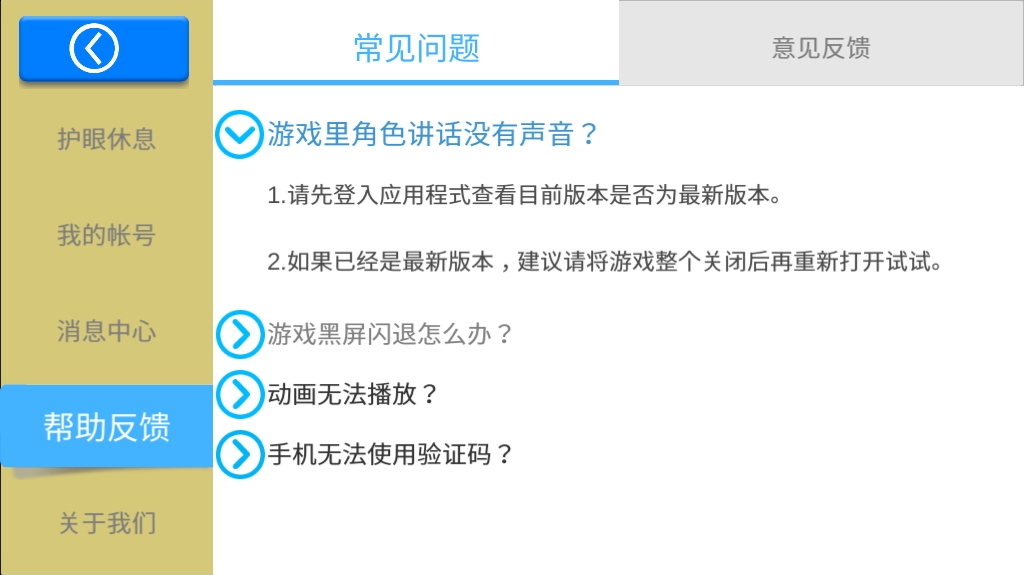 常见问题
意见反馈
护眼休息
我的帐号
消息中心
帮助反馈
关于我们
游戏里角色讲话没有声音？
1.请先登入应用程式查看目前版本是否为最新版本。
2.如果已经是最新版本，建议请将游戏整个关闭后再重新打开试试。
游戏黑屏闪退怎么办？
动画无法播放？
手机无法使用验证码？